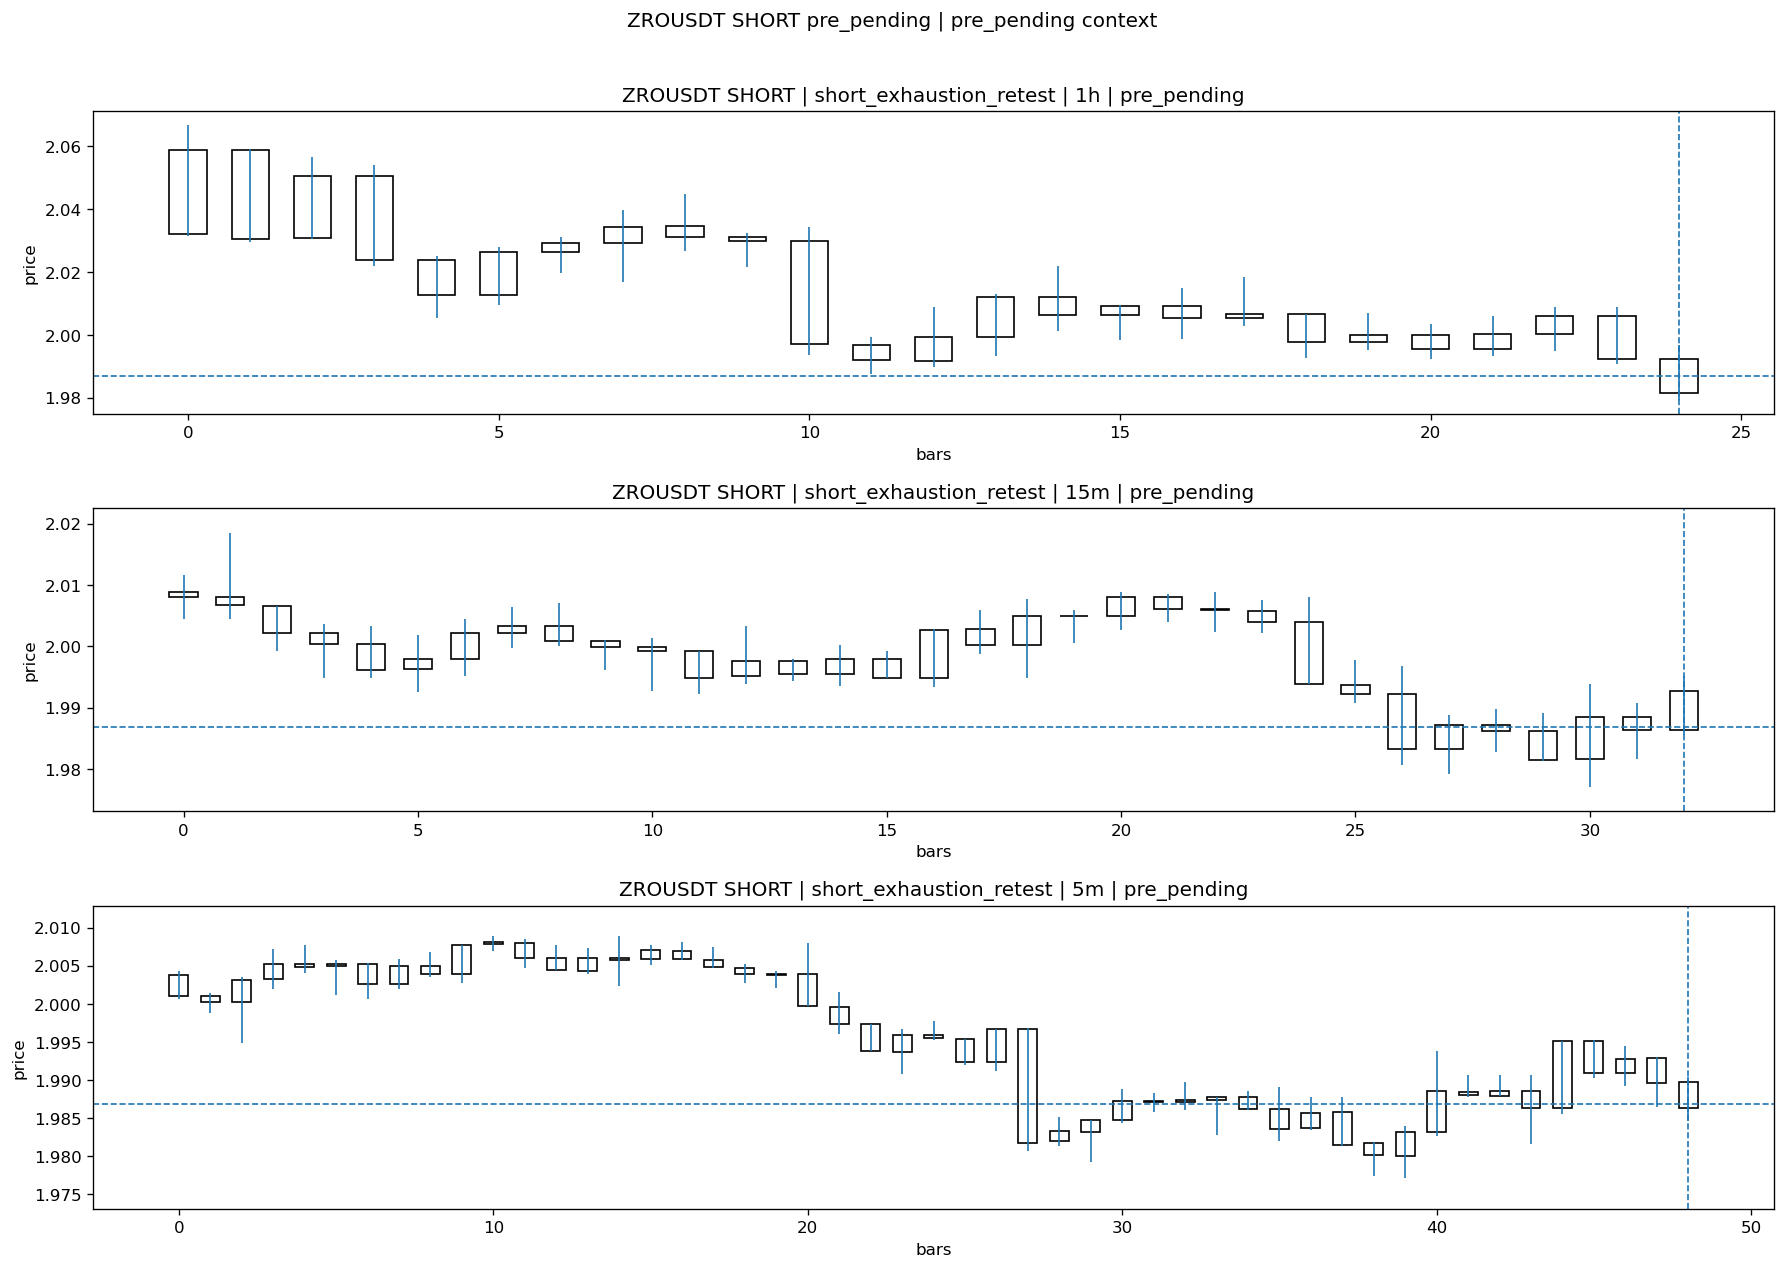 ZROUSDT SHORT pre_pending | pre_pending context
ZROUSDT SHORT | short_exhaustion_retest | 1h | pre_pending
2.06
2.04
2.02
2.00
1.98
price
0 5 10 15 20 25
bars
ZROUSDT SHORT | short_exhaustion_retest | 15m | pre_pending
2.02
2.01
2.00
1.99
1.98
price
0 5 10 15 20 25 30
bars
ZROUSDT SHORT | short_exhaustion_retest | 5m | pre_pending
2.010
2.005
2.000
1.995
1.990
1.985
1.980
1.975
price
0 10 20 30 40 50
bars